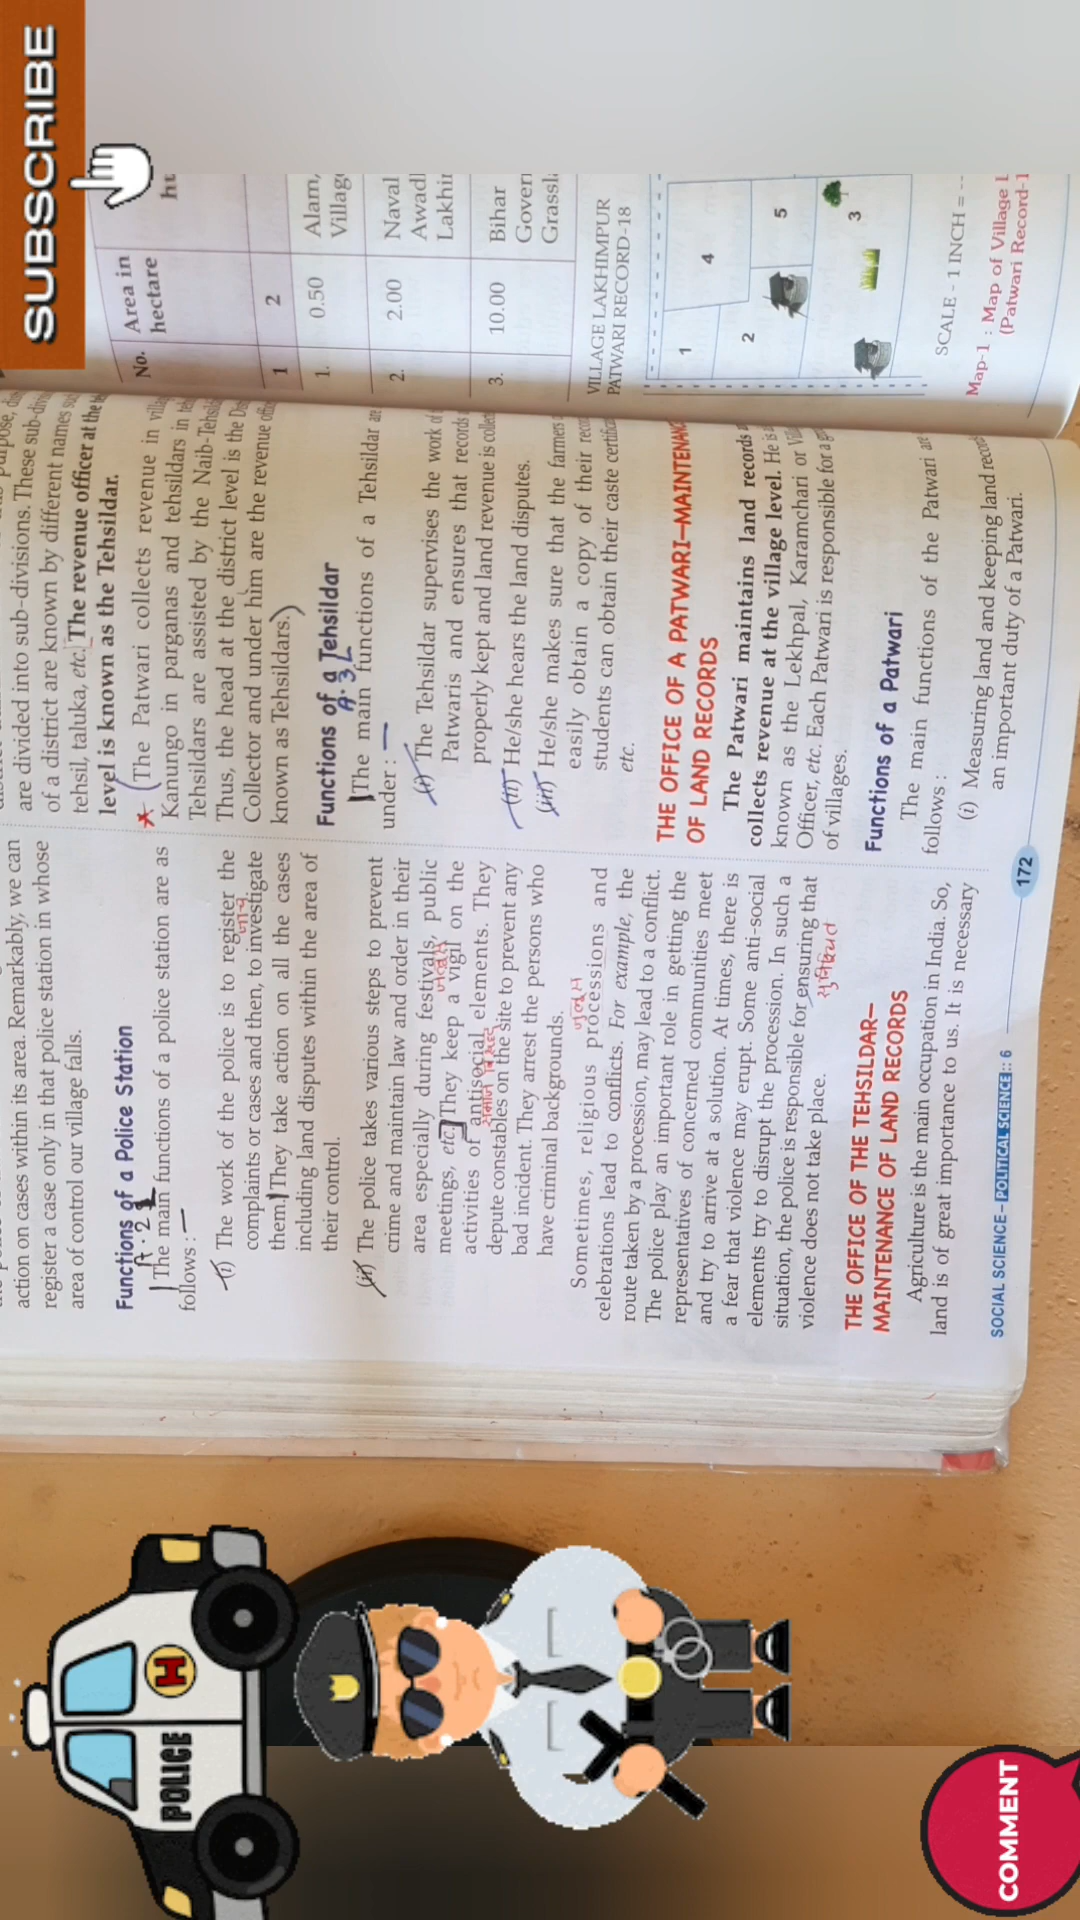 SUBSCRIBE
action on cases within its area. Remarkably, we can
register a case only in that police station in whose
area of control our village falls.
Functions of a Police Station
A·2
The main functions of a police station are as
follows :
(i) The work of the police is to register the
जांच
complaints or cases and then, to investigate
them. They take action on all the cases
including land disputes within the area of
their control.
(ii) The police takes various steps to prevent
crime and maintain law and order in their
area especially during festivals, public
meetings, etc. They keep a vigil on the
activities of antisocial elements. They
depute constables on the site to prevent any
bad incident. They arrest the persons who
have criminal backgrounds.
जुलूस
Sometimes, religious processions and
celebrations lead to conflicts. For example, the
route taken by a procession, may lead to a conflict.
The police play an important role in getting the
representatives of concerned communities meet
and try to arrive at a solution. At times, there is
a fear that violence may erupt. Some anti-social
elements try to disrupt the procession. In such a
situation, the police is responsible for ensuring that
violence does not take place.
THE OFFICE OF THE TEHSILDAR—
MAINTENANCE OF LAND RECORDS
Agriculture is the main occupation in India. So,
land is of great importance to us. It is necessary
SOCIAL SCIENCE – POLITICAL SCIENCE :: 6
172
are divided into sub-divisions. These
of a district are known by different names
tehsil, taluka, etc. The revenue officer at the
level is known as the Tehsildar.
(The Patwari collects revenue in
Kanungo in parganas and tehsildars in
Tehsildars are assisted by the Naib-
Thus, the head at the district level is the
Collector and under him are the revenue
known as Tehsildars.)
Functions of a Tehsildar
A·3
The main functions of a Tehsildar are
under :
(i) The Tehsildar supervises the work of
Patwaris and ensures that records
properly kept and land revenue is
(ii) He/she hears the land disputes.
(iii) He/she makes sure that the farmers
easily obtain a copy of their
students can obtain their caste
etc.
THE OFFICE OF A PATWARI—
OF LAND RECORDS
The Patwari maintains land records
collects revenue at the village level. He is
known as the Lekhpal, Karamchari or
Officer, etc. Each Patwari is responsible for a
of villages.
Functions of a Patwari
The main functions of the Patwari are
follows :
(i) Measuring land and keeping land
an important duty of a Patwari.
No. Area in
hectare
1 2
1. 0.50 Alam,
2. 2.00 Naval
3. 10.00 Bihar
VILLAGE LAKHIMPUR
PATWARI RECORD-18
1
4
2
5
3
SCALE - 1 INCH =
Map-1 : Map of Village
(Patwari
POLICE
H
COMMENT